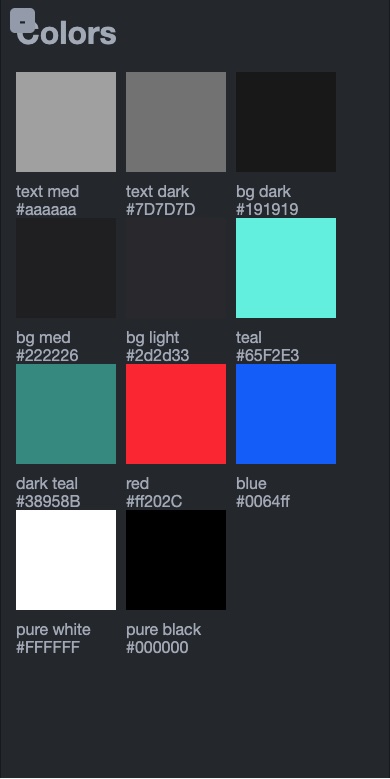 Colors
text med
#aaaaaa
text dark
#7D7D7D
bg dark
#191919
bg med
#222226
bg light
#2d2d33
teal
#65F2E3
dark teal
#38958B
red
#ff202C
blue
#0064ff
pure white
#FFFFFF
pure black
#000000